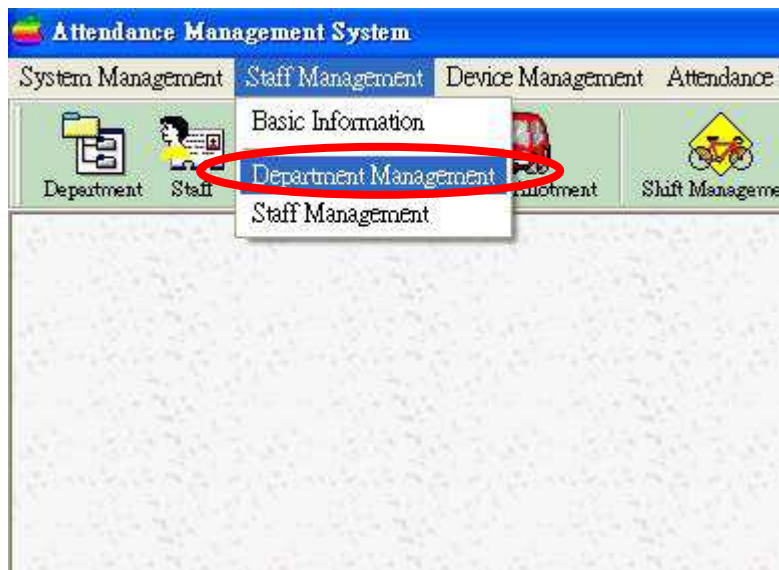 Attendance Management System
System Management Staff Management Device Management Attendance
Basic Information
Department Management
Staff Management
Department Staff Shift Manageme